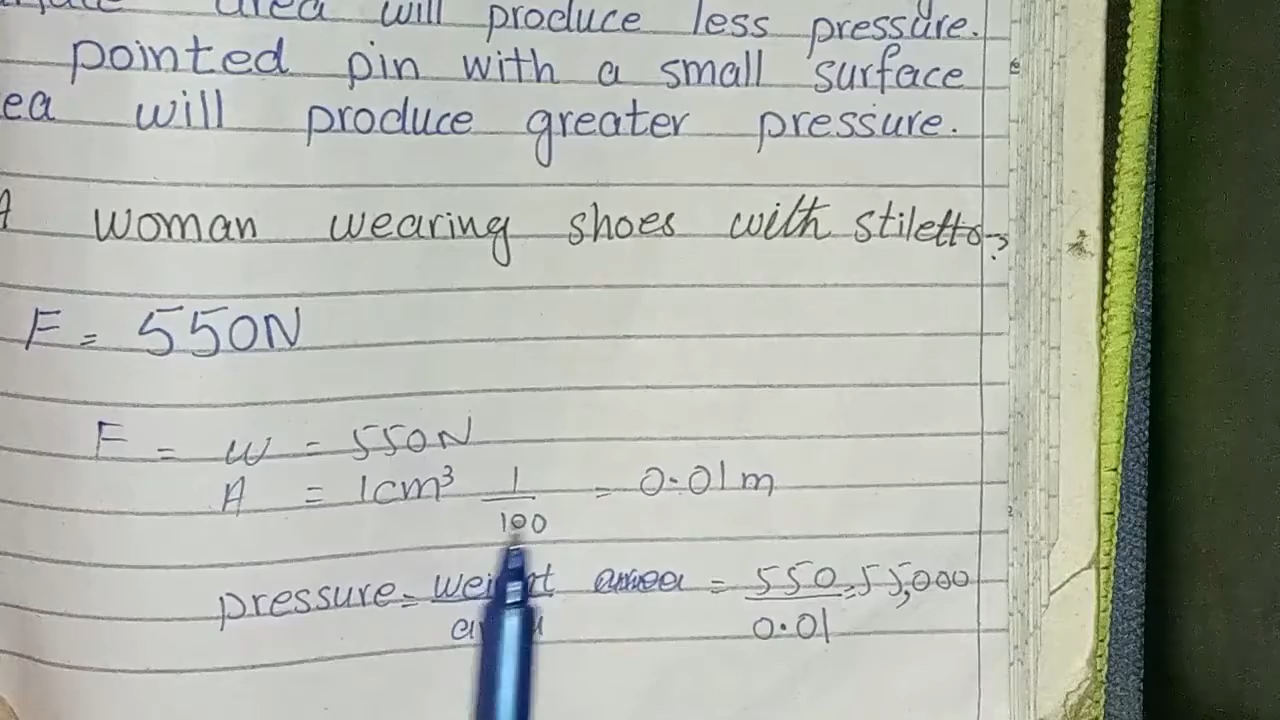 area will produce less pressure.
pointed pin with a small surface
ea will produce greater pressure.
A woman wearing shoes with stiletto
F = 550N
F = W = 550N
A = 1cm³ 1/100 = 0.01m
pressure = area = 550/0.01 = 55,000